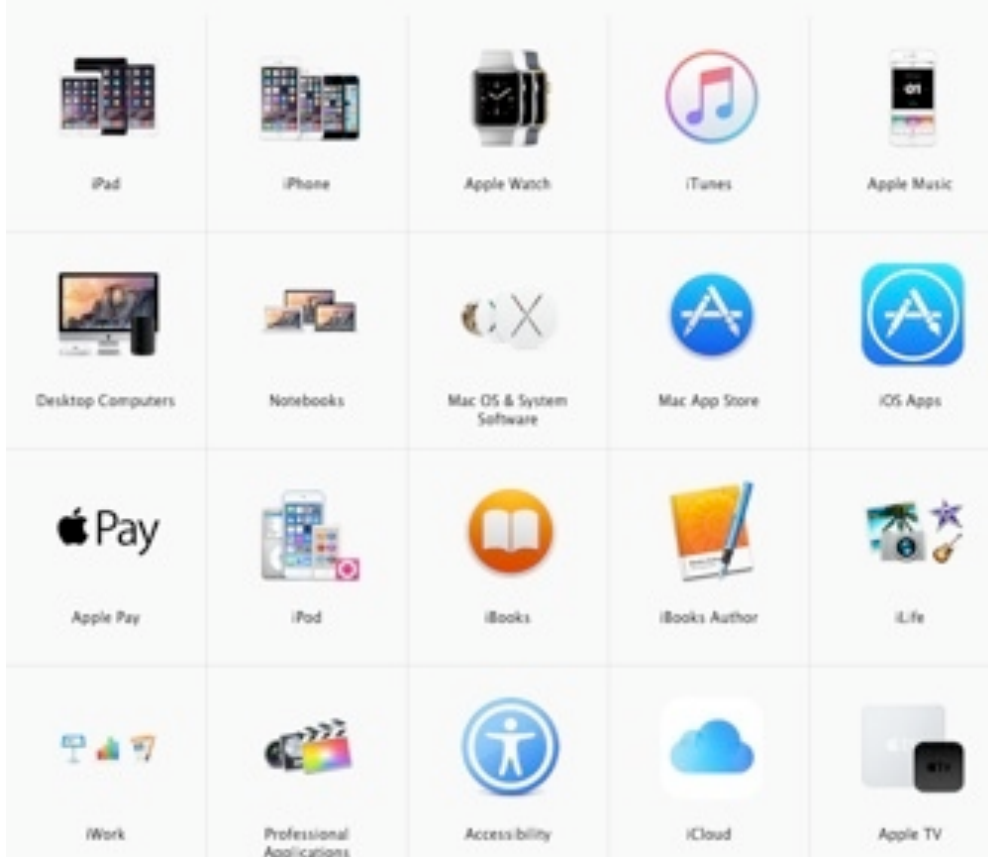 iPad
iPhone
Apple Watch
iTunes
Apple Music
Desktop Computers
Notebooks
Mac OS & System
Software
Mac App Store
iOS Apps
Pay
Apple Pay
iPod
iBooks
iBooks Author
iLife
iWork
Professional
Applications
Accessibility
iCloud
Apple TV